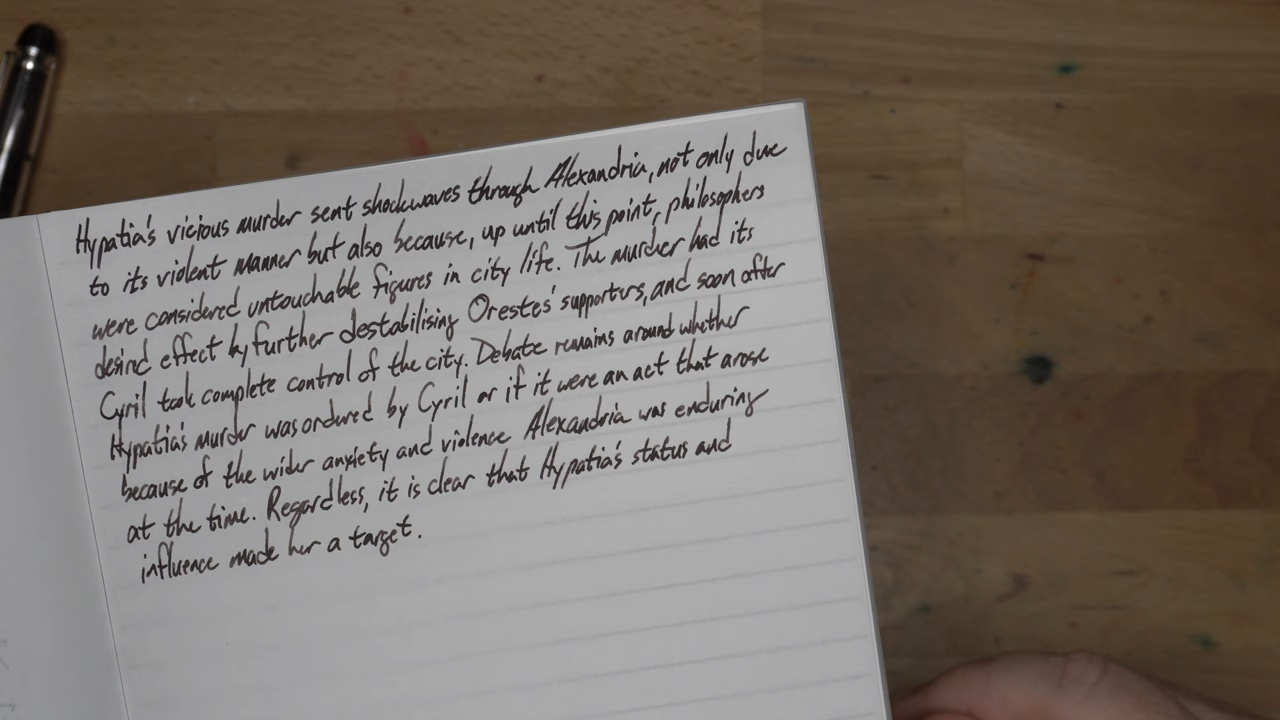 Hypatia's vicious murder sent shockwaves through Alexandria, not only due
to its violent manner but also because, up until this point, philosophers
were considered untouchable figures in city life. The murder had its
desired effect by further destabilising Orestes' supporters, and soon after
Cyril took complete control of the city. Debate remains around whether
Hypatia's murder was ordered by Cyril or if it were an act that arose
because of the wider anxiety and violence Alexandria was enduring
at the time. Regardless, it is clear that Hypatia's status and
influence made her a target.